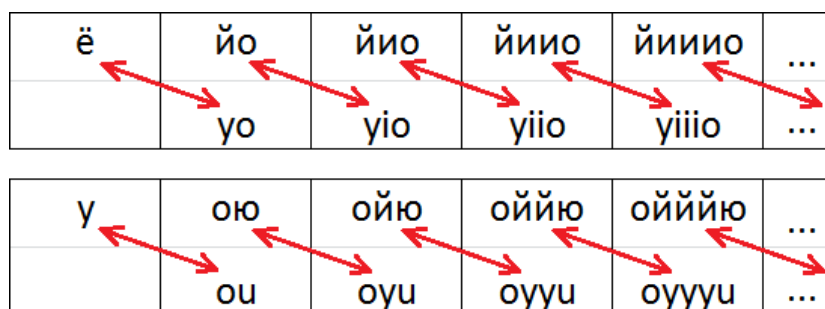 ё йо йио йиио йииио ...
yo yio yiio yiiio ...
у ою ойю оййю ойййю ...
ou oyu oyyu oyyyu ...